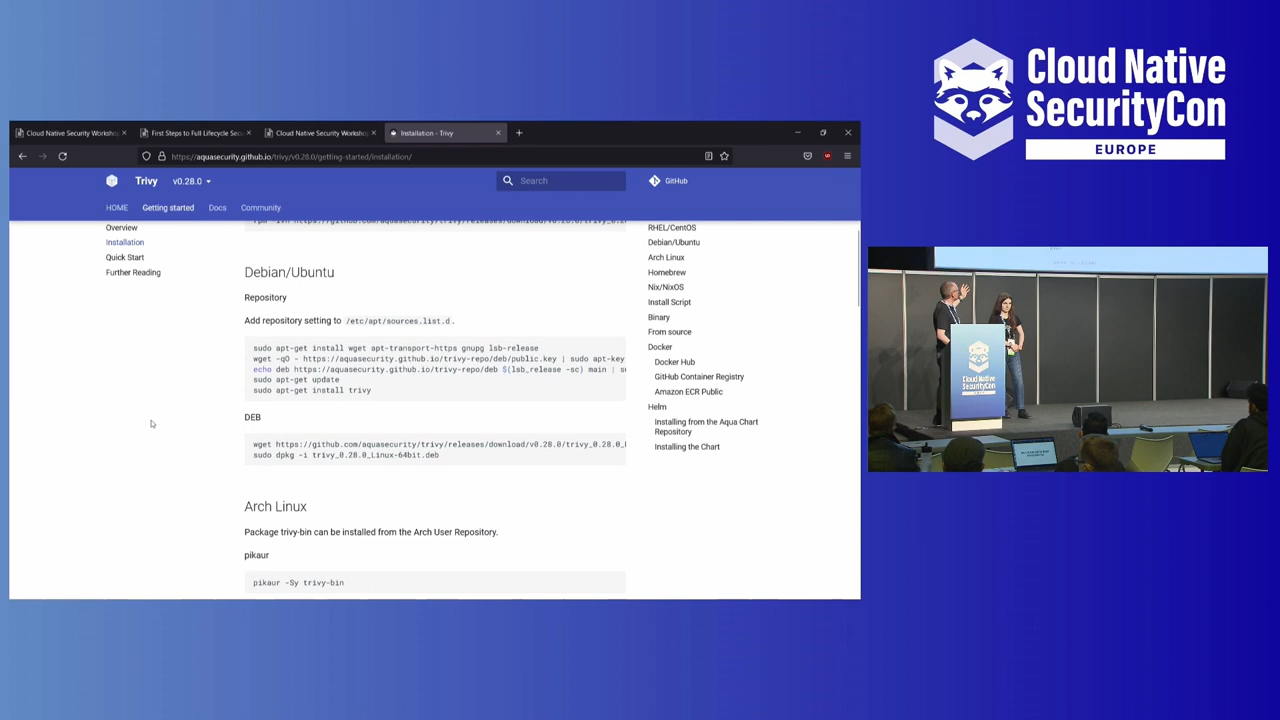 Cloud Native Security Worksho
First Steps to Full Lifecycle Sec
Cloud Native Security Worksho
Installation - Trivy
https://aquasecurity.github.io/trivy/v0.28.0/getting-started/installation/
Trivy
v0.28.0
Search
GitHub
HOME
Getting started
Docs
Community
Overview
Installation
Quick Start
Further Reading
Debian/Ubuntu
Repository
Add repository setting to /etc/apt/sources.list.d.
sudo apt-get install wget apt-transport-https gnupg lsb-release
wget -qO - https://aquasecurity.github.io/trivy-repo/deb/public.key | sudo apt-key
echo deb https://aquasecurity.github.io/trivy-repo/deb $(lsb_release -sc) main | s
sudo apt-get update
sudo apt-get install trivy
DEB
wget https://github.com/aquasecurity/trivy/releases/download/v0.28.0/trivy_0.28.0_
sudo dpkg -i trivy_0.28.0_Linux-64bit.deb
Arch Linux
Package trivy-bin can be installed from the Arch User Repository.
pikaur
pikaur -Sy trivy-bin
RHEL/CentOS
Debian/Ubuntu
Arch Linux
Homebrew
Nix/NixOS
Install Script
Binary
From source
Docker
Docker Hub
GitHub Container Registry
Amazon ECR Public
Helm
Installing from the Aqua Chart
Repository
Installing the Chart
Cloud Native
SecurityCon
EUROPE
Cloud Native
SecurityCon